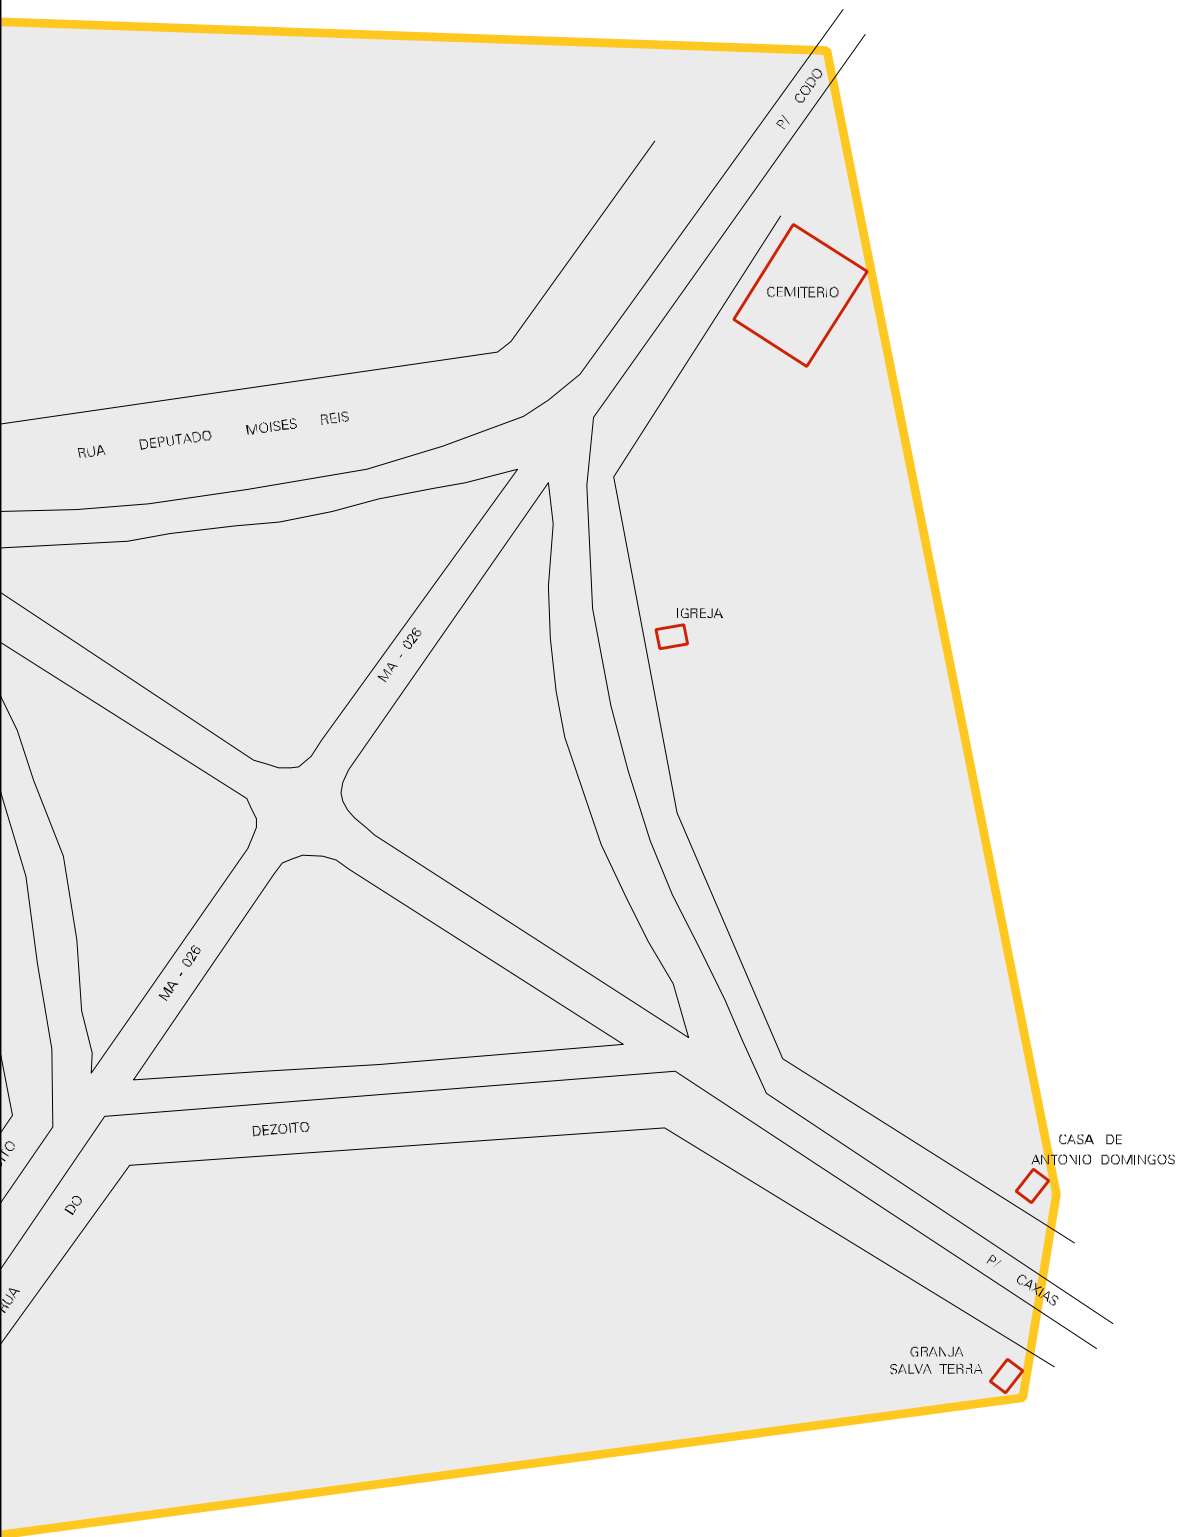 P/ CODO
CEMITERIO
RUA DEPUTADO MOISES REIS
IGREJA
MA - 026
MA - 026
DEZOITO
CASA DE
ANTONIO DOMINGOS
DO
P/ CAXIAS
RUA
GRANJA
SALVA TERRA